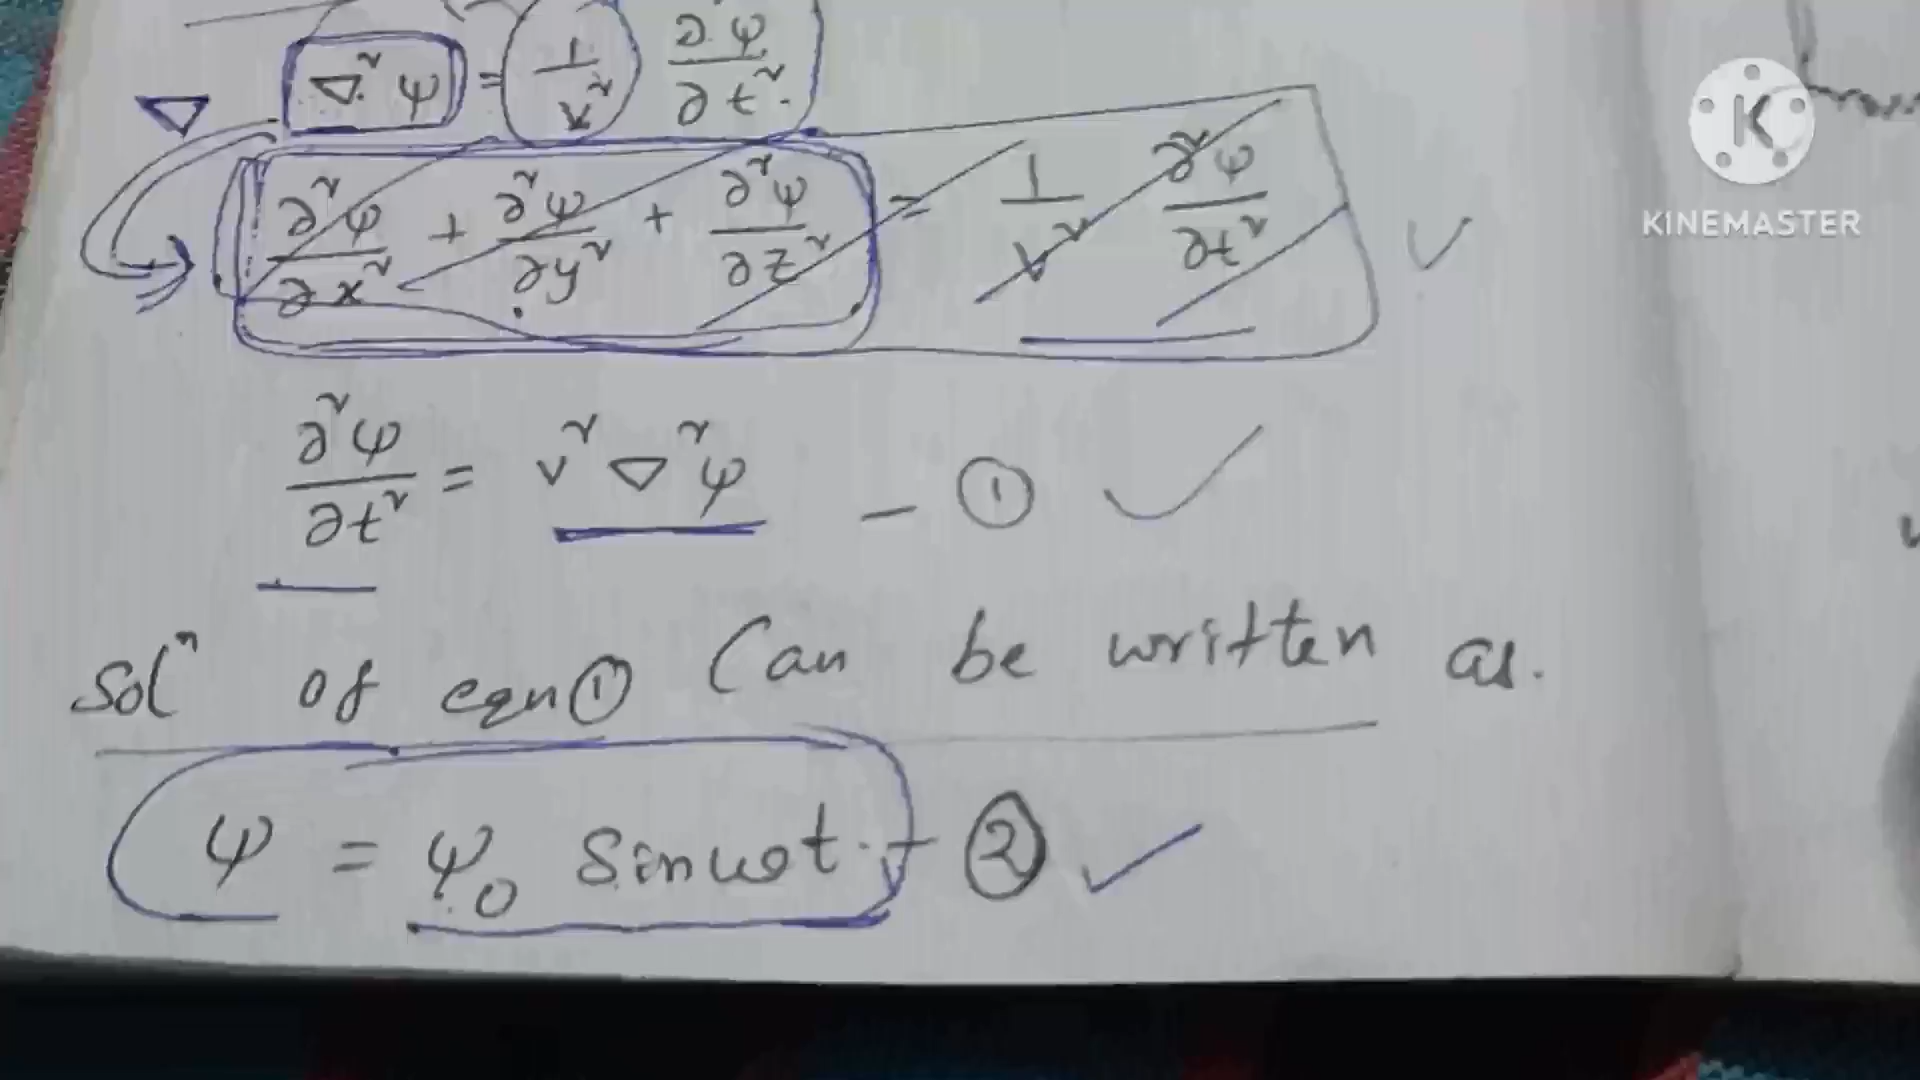 ∇²ψ = 1/v² ∂²ψ/∂t²
∇
∂²ψ/∂x² + ∂²ψ/∂y² + ∂²ψ/∂z² = 1/v² ∂²ψ/∂t²
∂²ψ/∂t² = v²∇²ψ — ①
Solⁿ of eqn ① Can be written as.
ψ = ψ₀ Sinωt. — ②
K
KINEMASTER